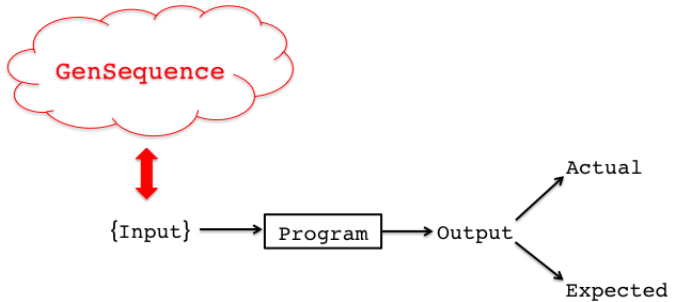 GenSequence
Actual
{Input}
Program
Output
Expected